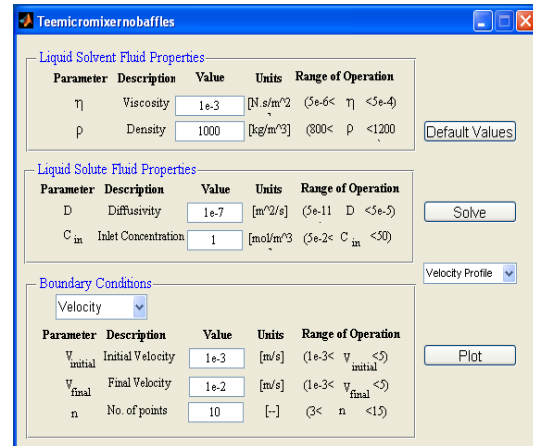 Teemicromixernobaffles
Liquid Solvent Fluid Properties
Parameter Description Value Units Range of Operation
η Viscosity 1e-3 [N.s/m^2 (5e-6< η <5e-4)
ρ Density 1000 [kg/m^3] (800< ρ <1200
Default Values
Liquid Solute Fluid Properties
Parameter Description Value Units Range of Operation
D Diffusivity 1e-7 [m^2/s] (5e-11 D <5e-5)
Solve
C in Inlet Concentration 1 [mol/m^3 (5e-2< C in <50)
Velocity Profile
Boundary Conditions
Velocity
Parameter Description Value Units Range of Operation
V initial Initial Velocity 1e-3 [m/s] (1e-3< V initial <5)
Plot
V final Final Velocity 1e-2 [m/s] (1e-3< V final <5)
n No. of points 10 [--] (3< n <15)